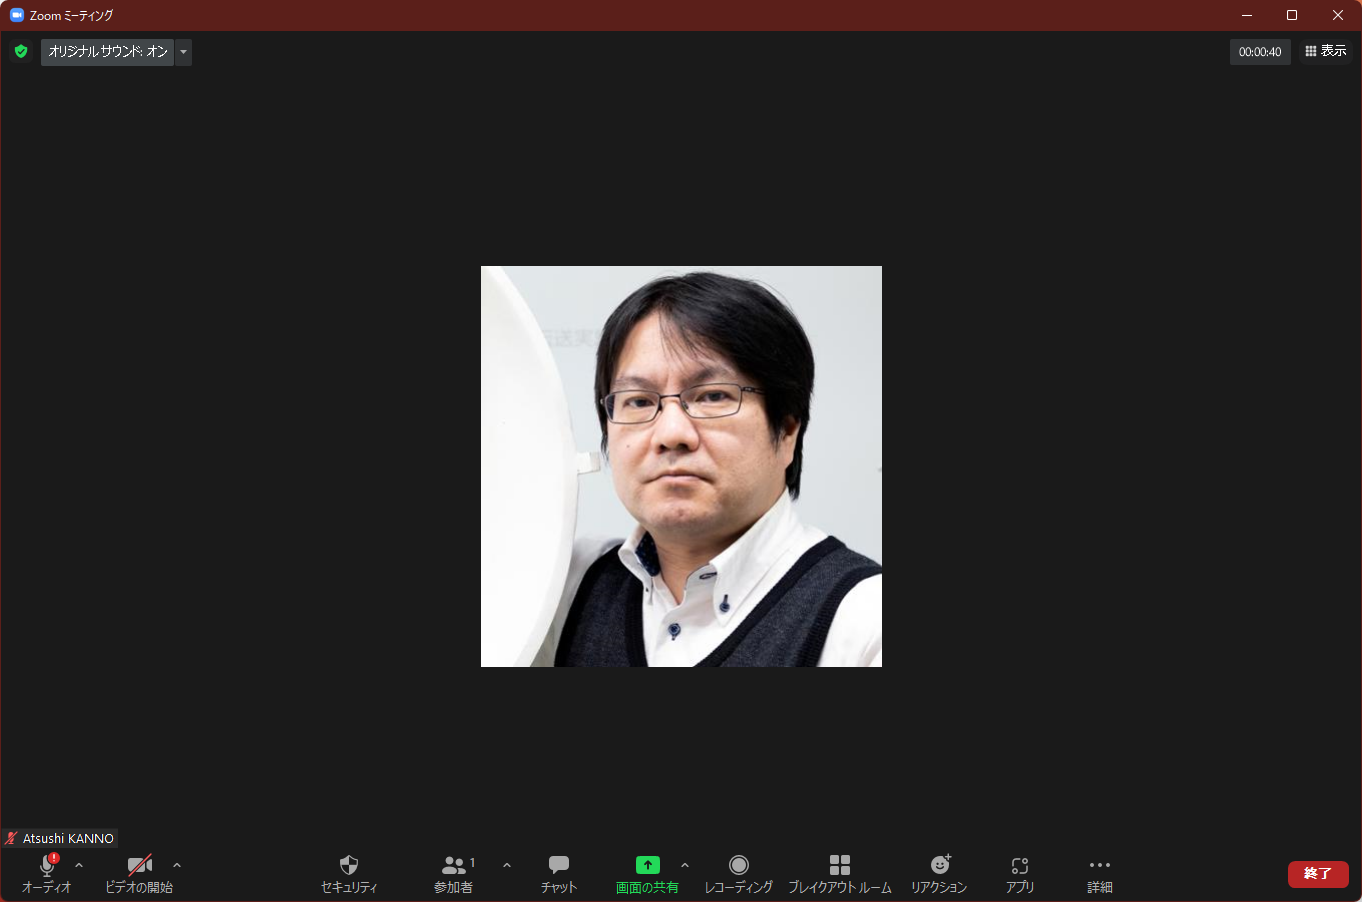 Zoom ミーティング
オリジナル サウンド: オン
00:00:40
表示
Atsushi KANNO
オーディオ
ビデオの開始
セキュリティ
1
参加者
チャット
画面の共有
レコーディング
ブレイクアウト ルーム
リアクション
アプリ
詳細
終了